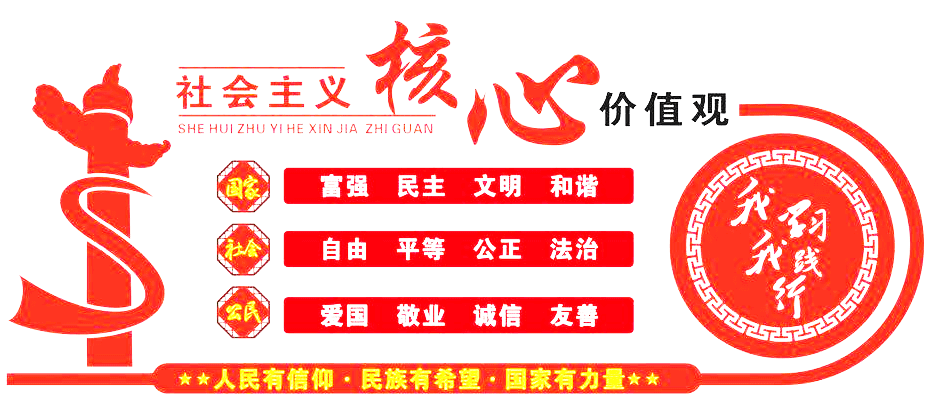 社会主义核心价值观
SHE HUI ZHU YI HE XIN JIA ZHI GUAN
国家 富强 民主 文明 和谐
社会 自由 平等 公正 法治
公民 爱国 敬业 诚信 友善
我学习
我践行
★★人民有信仰·民族有希望·国家有力量★★